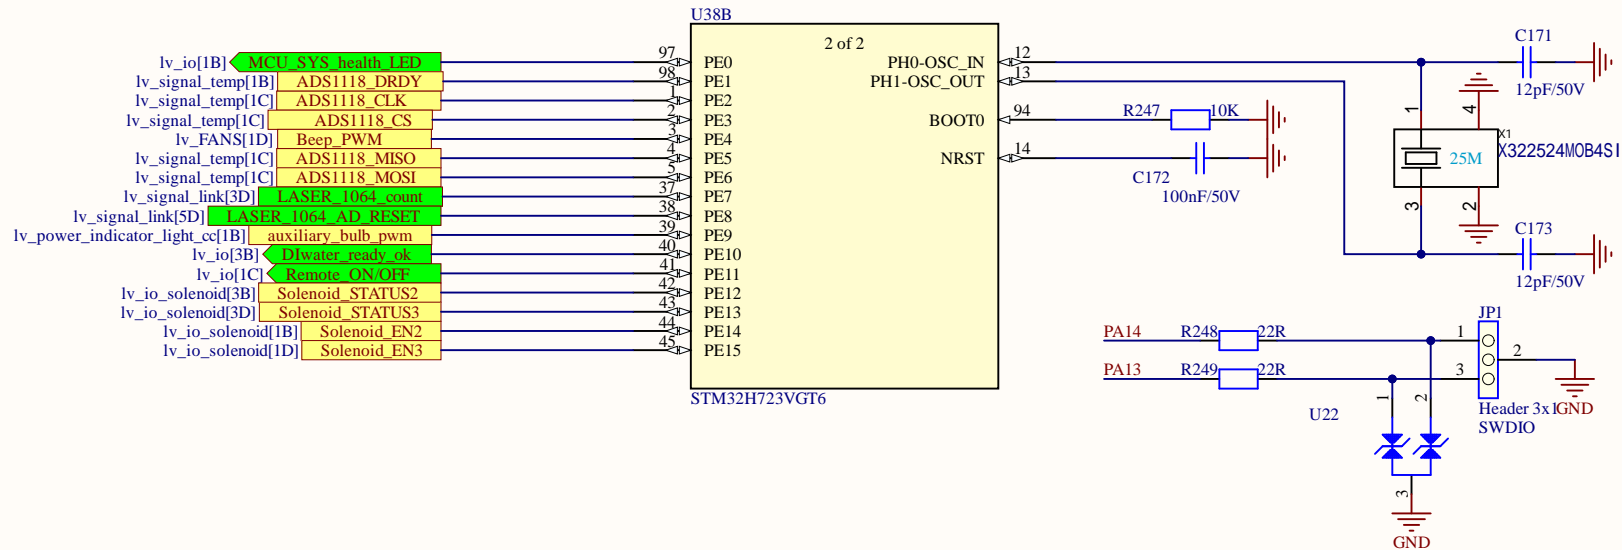 U38B
2 of 2
lv_io[1B] MCU_SYS_health_LED 97 PE0
lv_signal_temp[1B] ADS1118_DRDY 98 PE1
lv_signal_temp[1C] ADS1118_CLK 1 PE2
lv_signal_temp[1C] ADS1118_CS 2 PE3
lv_FANS[1D] Beep_PWM 3 PE4
lv_signal_temp[1C] ADS1118_MISO 4 PE5
lv_signal_temp[1C] ADS1118_MOSI 5 PE6
lv_signal_link[3D] LASER_1064_count 37 PE7
lv_signal_link[5D] LASER_1064_AD_RESET 38 PE8
lv_power_indicator_light_cc[1B] auxiliary_bulb_pwm 39 PE9
lv_io[3B] DIwater_ready_ok 40 PE10
lv_io[1C] Remote_ON/OFF 41 PE11
lv_io_solenoid[3B] Solenoid_STATUS2 42 PE12
lv_io_solenoid[3D] Solenoid_STATUS3 43 PE13
lv_io_solenoid[1B] Solenoid_EN2 44 PE14
lv_io_solenoid[1D] Solenoid_EN3 45 PE15
STM32H723VGT6
PH0-OSC_IN 12
PH1-OSC_OUT 13
BOOT0 94
NRST 14
R247 10K
C172
100nF/50V
C171
12pF/50V
1
4
X1
25M
X322524MOB4SI
3
2
C173
12pF/50V
JP1
PA14 R248 22R 1
2
PA13 R249 22R 3
GND
Header 3x1
SWDIO
U22
1
2
3
GND